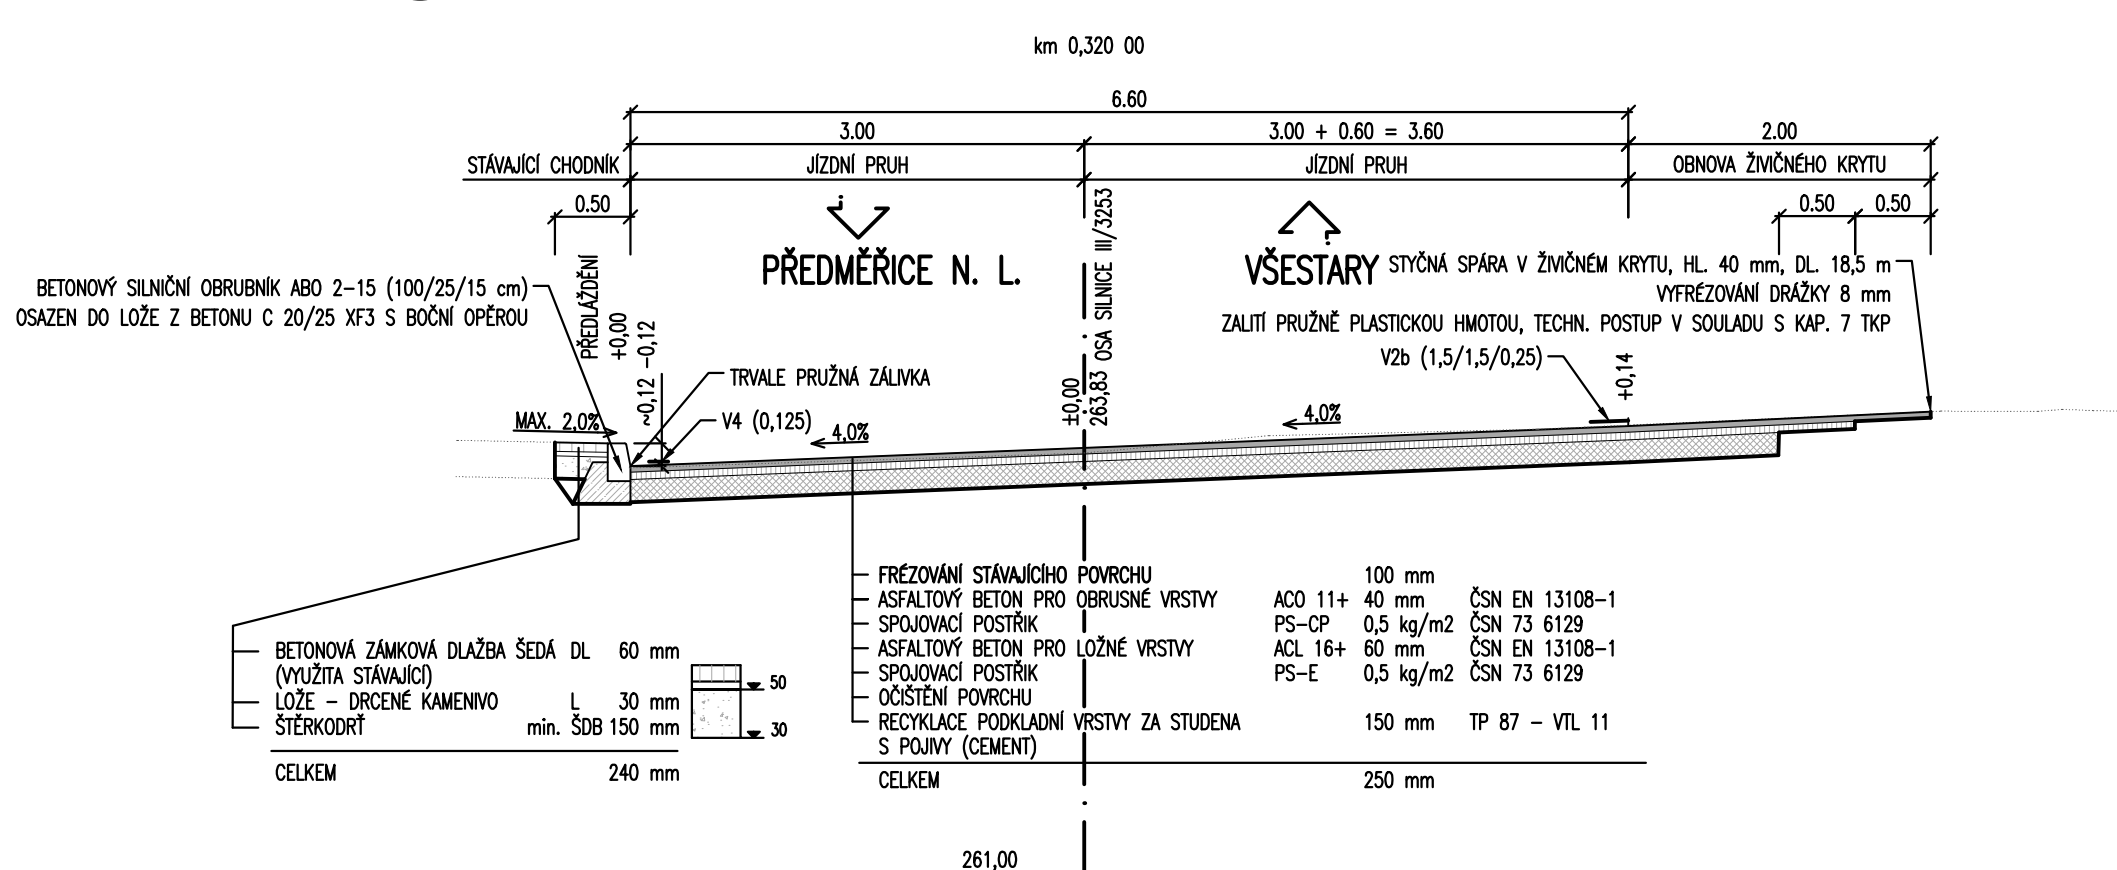 km 0,320 00
6.60
3.00
3.00 + 0.60 = 3.60
2.00
STÁVAJÍCÍ CHODNÍK
JÍZDNÍ PRUH
JÍZDNÍ PRUH
OBNOVA ŽIVIČNÉHO KRYTU
0.50
0.50
0.50
PŘEDMĚŘICE N. L.
VŠESTARY
BETONOVÝ SILNIČNÍ OBRUBNÍK ABO 2-15 (100/25/15 cm)
OSAZEN DO LOŽE Z BETONU C 20/25 XF3 S BOČNÍ OPĚROU
PŘEDLÁŽDĚNÍ
+0,00
-0,12
~0,12
±0,00
263,83 OSA SILNICE III/3253
STYČNÁ SPÁRA V ŽIVIČNÉM KRYTU, HL. 40 mm, DL. 18,5 m
VYFRÉZOVÁNÍ DRÁŽKY 8 mm
ZALITÍ PRUŽNĚ PLASTICKOU HMOTOU, TECHN. POSTUP V SOULADU S KAP. 7 TKP
V2b (1,5/1,5/0,25)
+0,14
TRVALE PRUŽNÁ ZÁLIVKA
V4 (0,125)
MAX. 2,0%
4,0%
4,0%
FRÉZOVÁNÍ STÁVAJÍCÍHO POVRCHU 100 mm
ASFALTOVÝ BETON PRO OBRUSNÉ VRSTVY ACO 11+ 40 mm ČSN EN 13108-1
SPOJOVACÍ POSTŘIK PS-CP 0,5 kg/m2 ČSN 73 6129
ASFALTOVÝ BETON PRO LOŽNÉ VRSTVY ACL 16+ 60 mm ČSN EN 13108-1
SPOJOVACÍ POSTŘIK PS-E 0,5 kg/m2 ČSN 73 6129
OČIŠTĚNÍ POVRCHU
RECYKLACE PODKLADNÍ VRSTVY ZA STUDENA 150 mm TP 87 - VTL 11
S POJIVY (CEMENT)
CELKEM 250 mm
BETONOVÁ ZÁMKOVÁ DLAŽBA ŠEDÁ DL 60 mm
(VYUŽITA STÁVAJÍCÍ)
LOŽE - DRCENÉ KAMENIVO L 30 mm
ŠTĚRKODRŤ min. ŠDB 150 mm
CELKEM 240 mm
50
30
261,00